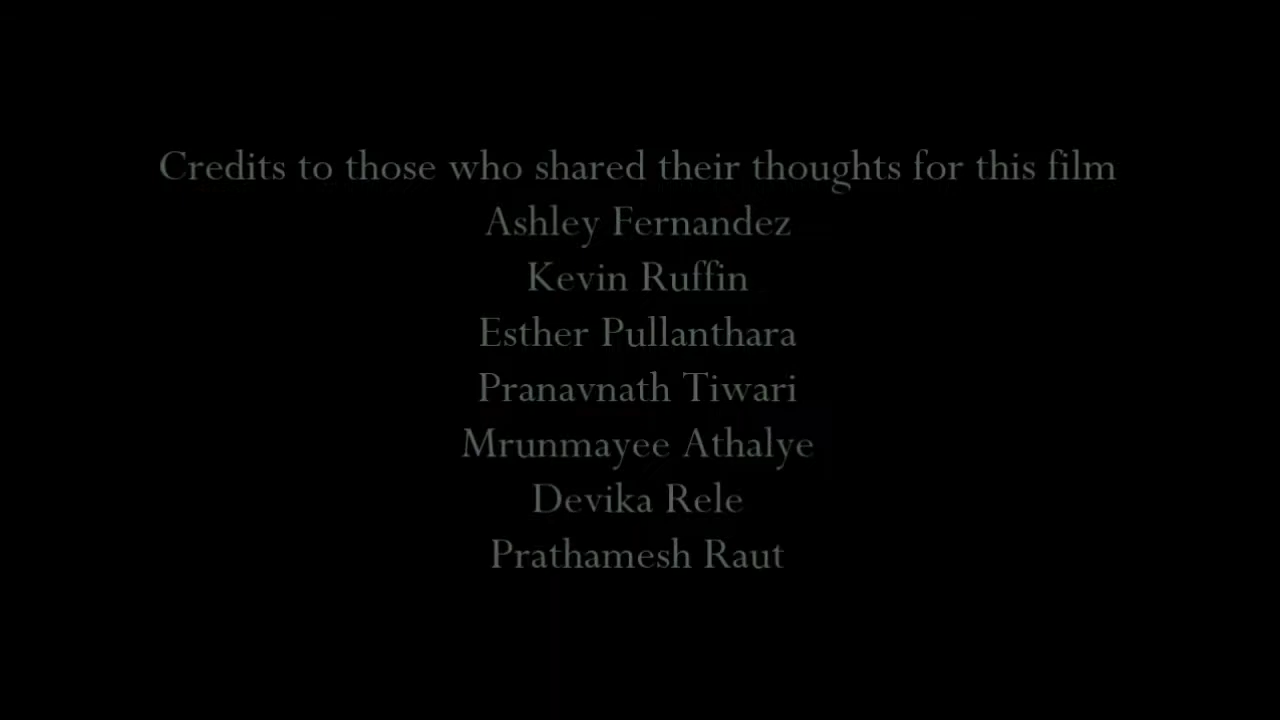 Credits to those who shared their thoughts for this film
Ashley Fernandez
Kevin Ruffin
Esther Pullanthara
Pranavnath Tiwari
Mrunmayee Athalye
Devika Rele
Prathamesh Raut